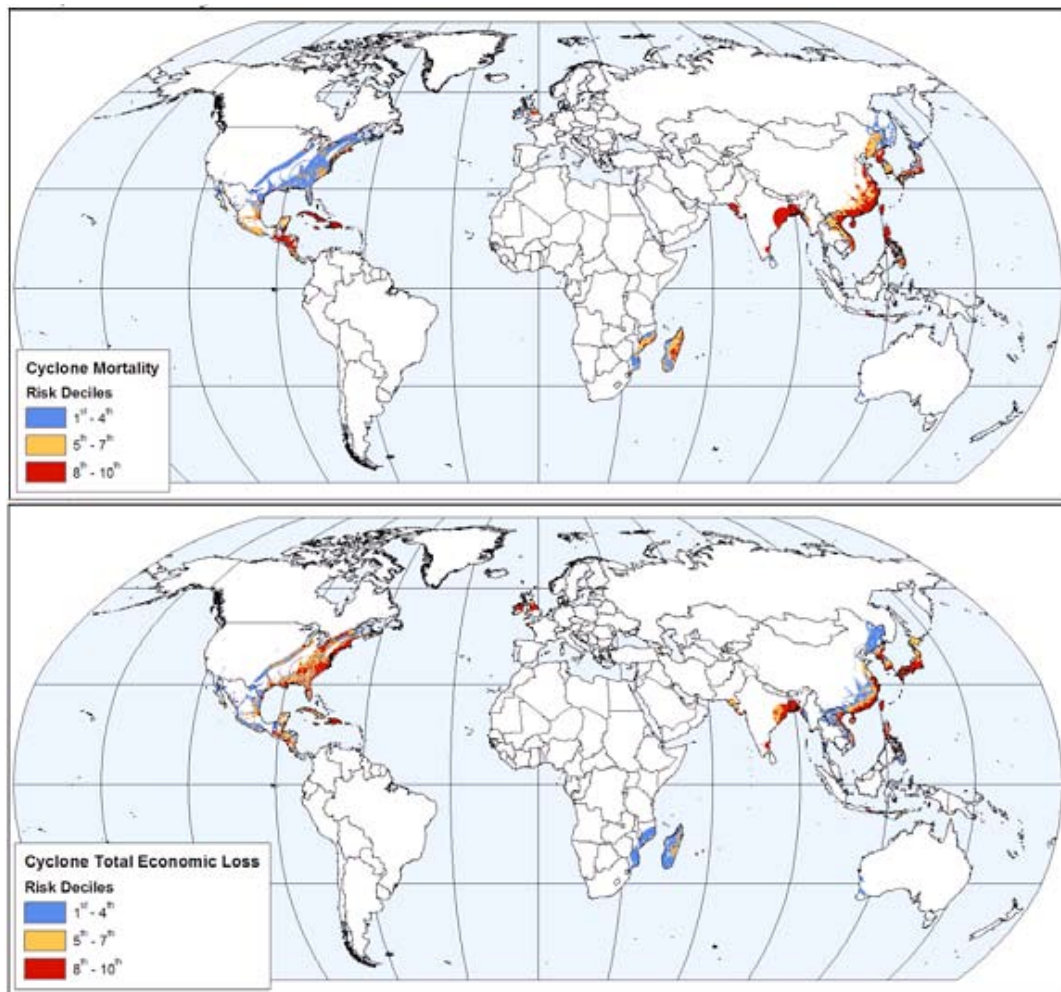 Cyclone Mortality
Risk Deciles
1st - 4th
5th - 7th
8th - 10th
Cyclone Total Economic Loss
Risk Deciles
1st - 4th
5th - 7th
8th - 10th